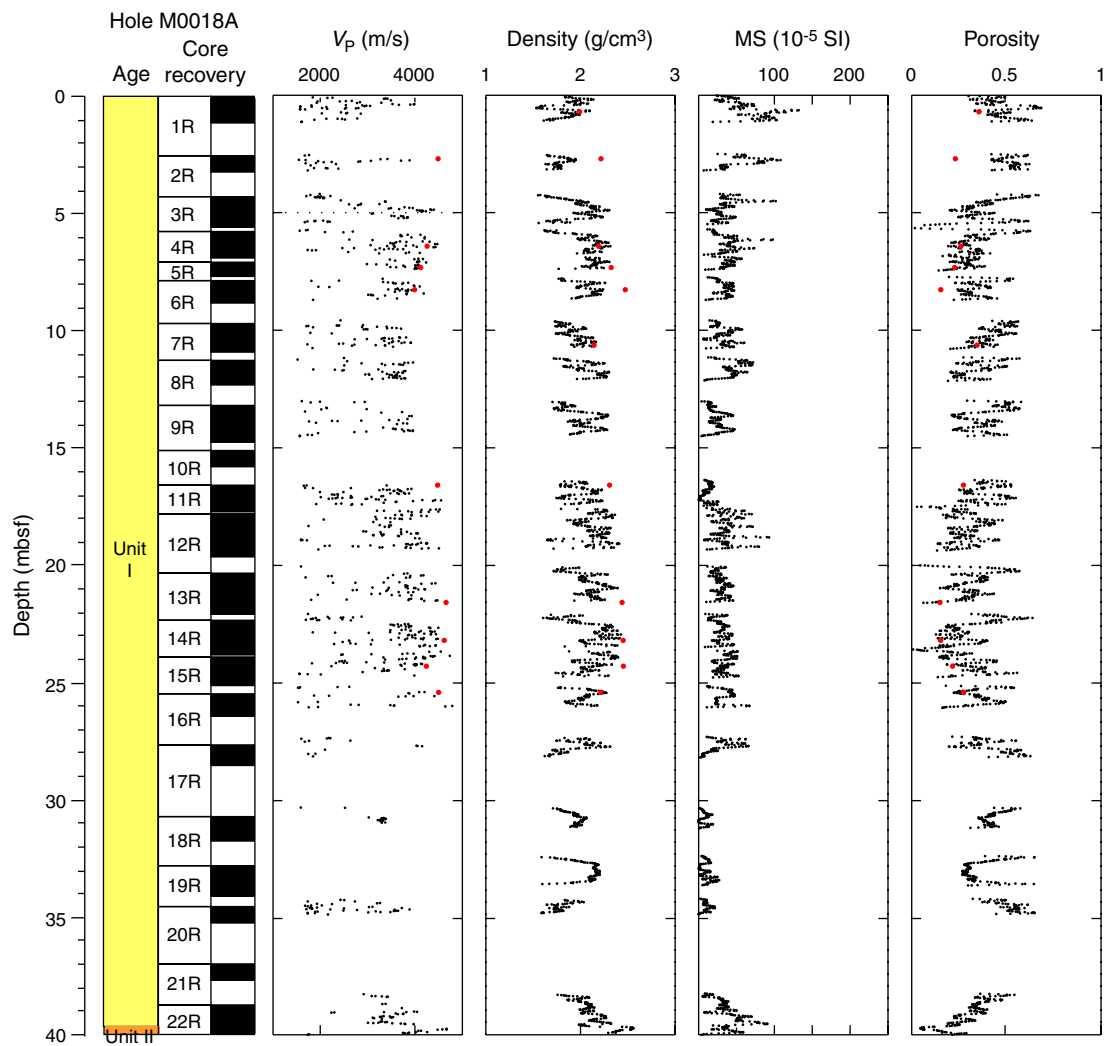 Hole M0018A
Age
Core
recovery
V_P (m/s)
2000 4000
Density (g/cm³)
1 2 3
MS (10⁻⁵ SI)
100 200
Porosity
0 0.5 1
Depth (mbsf)
0
5
10
15
20
25
30
35
40
Unit
I
Unit II
1R
2R
3R
4R
5R
6R
7R
8R
9R
10R
11R
12R
13R
14R
15R
16R
17R
18R
19R
20R
21R
22R